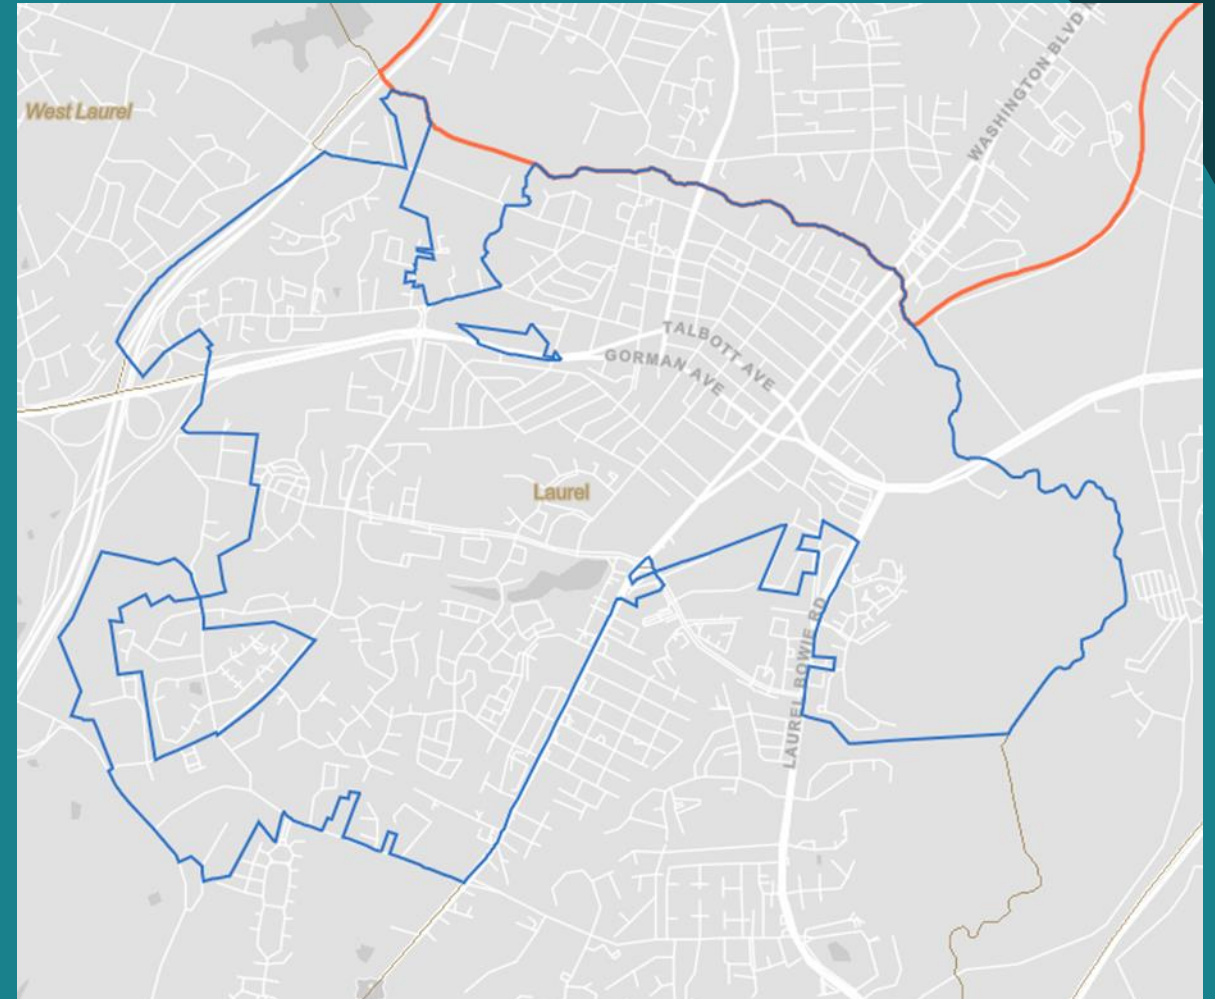 WASHINGTON BLVD
West Laurel
TALBOTT AVE
GORMAN AVE
Laurel
LAUREL BOWIE RD